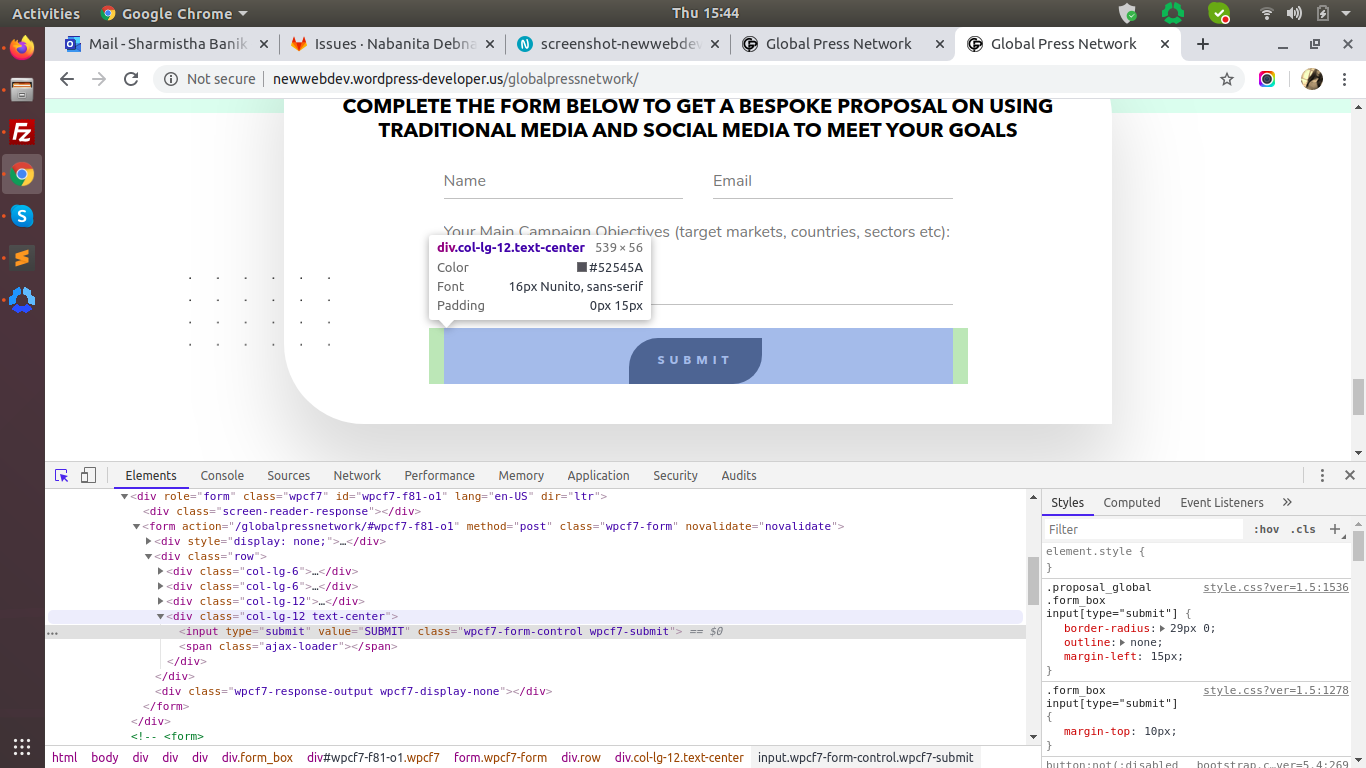 Activities
Google Chrome
Thu 15:44
Mail - Sharmistha Banik
Issues · Nabanita Debna
screenshot-newwebdev
Global Press Network
Global Press Network
Not secure
newwebdev.wordpress-developer.us/globalpressnetwork/
COMPLETE THE FORM BELOW TO GET A BESPOKE PROPOSAL ON USING
TRADITIONAL MEDIA AND SOCIAL MEDIA TO MEET YOUR GOALS
Name
Email
Your Main Campaign Objectives (target markets, countries, sectors etc):
div.col-lg-12.text-center 539 × 56
Color #52545A
Font 16px Nunito, sans-serif
Padding 0px 15px
SUBMIT
Elements Console Sources Network Performance Memory Application Security Audits
<div role="form" class="wpcf7" id="wpcf7-f81-o1" lang="en-US" dir="ltr">
<div class="screen-reader-response"></div>
<form action="/globalpressnetwork/#wpcf7-f81-o1" method="post" class="wpcf7-form" novalidate="novalidate">
<div style="display: none;">…</div>
<div class="row">
<div class="col-lg-6">…</div>
<div class="col-lg-6">…</div>
<div class="col-lg-12">…</div>
<div class="col-lg-12 text-center">
<input type="submit" value="SUBMIT" class="wpcf7-form-control wpcf7-submit"> == $0
<span class="ajax-loader"></span>
</div>
</div>
<div class="wpcf7-response-output wpcf7-display-none"></div>
</form>
</div>
<!-- <form>
html body div div div div.form_box div#wpcf7-f81-o1.wpcf7 form.wpcf7-form div.row div.col-lg-12.text-center input.wpcf7-form-control.wpcf7-submit
Styles Computed Event Listeners »
Filter :hov .cls +
element.style {
}
.proposal_global style.css?ver=1.5:1536
.form_box
input[type="submit"] {
border-radius: 29px 0;
outline: none;
margin-left: 15px;
}
.form_box style.css?ver=1.5:1278
input[type="submit"]
{
margin-top: 10px;
}
button:not(:disabled bootstrap.c…ver=5.4:269